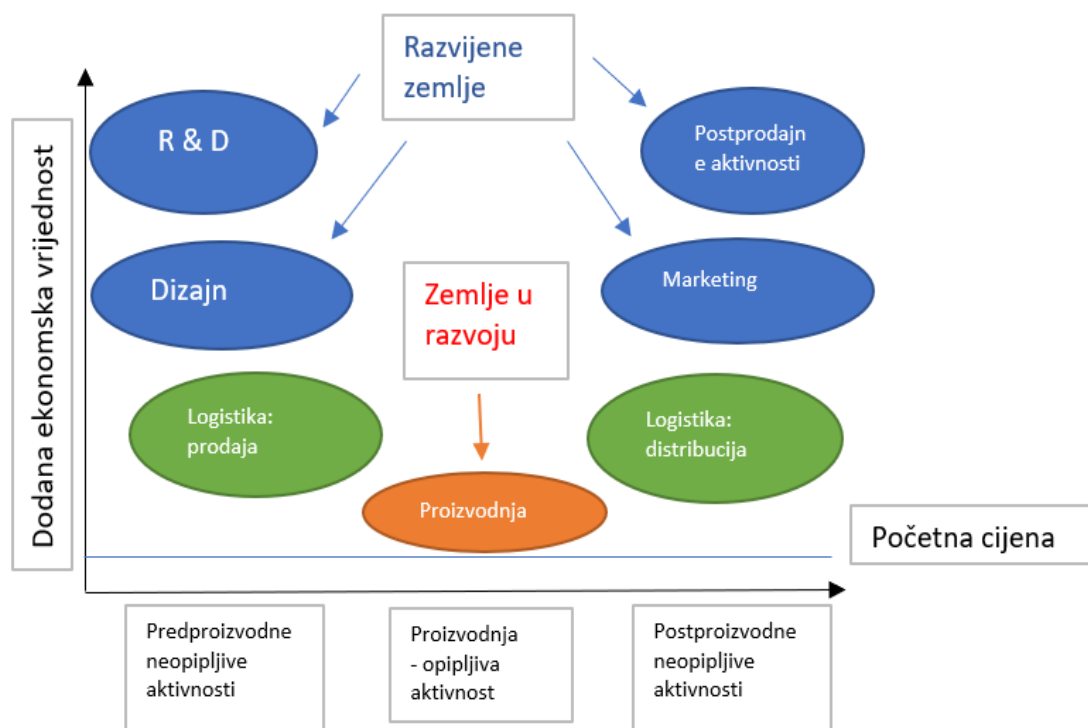 Razvijene
zemlje
Dodana ekonomska vrijednost
R & D
Postprodajn
e aktivnosti
Dizajn
Zemlje u
razvoju
Marketing
Logistika:
prodaja
Logistika:
distribucija
Proizvodnja
Početna cijena
Predproizvodne
neopipljive
aktivnosti
Proizvodnja
- opipljiva
aktivnost
Postproizvodne
neopipljive
aktivnosti